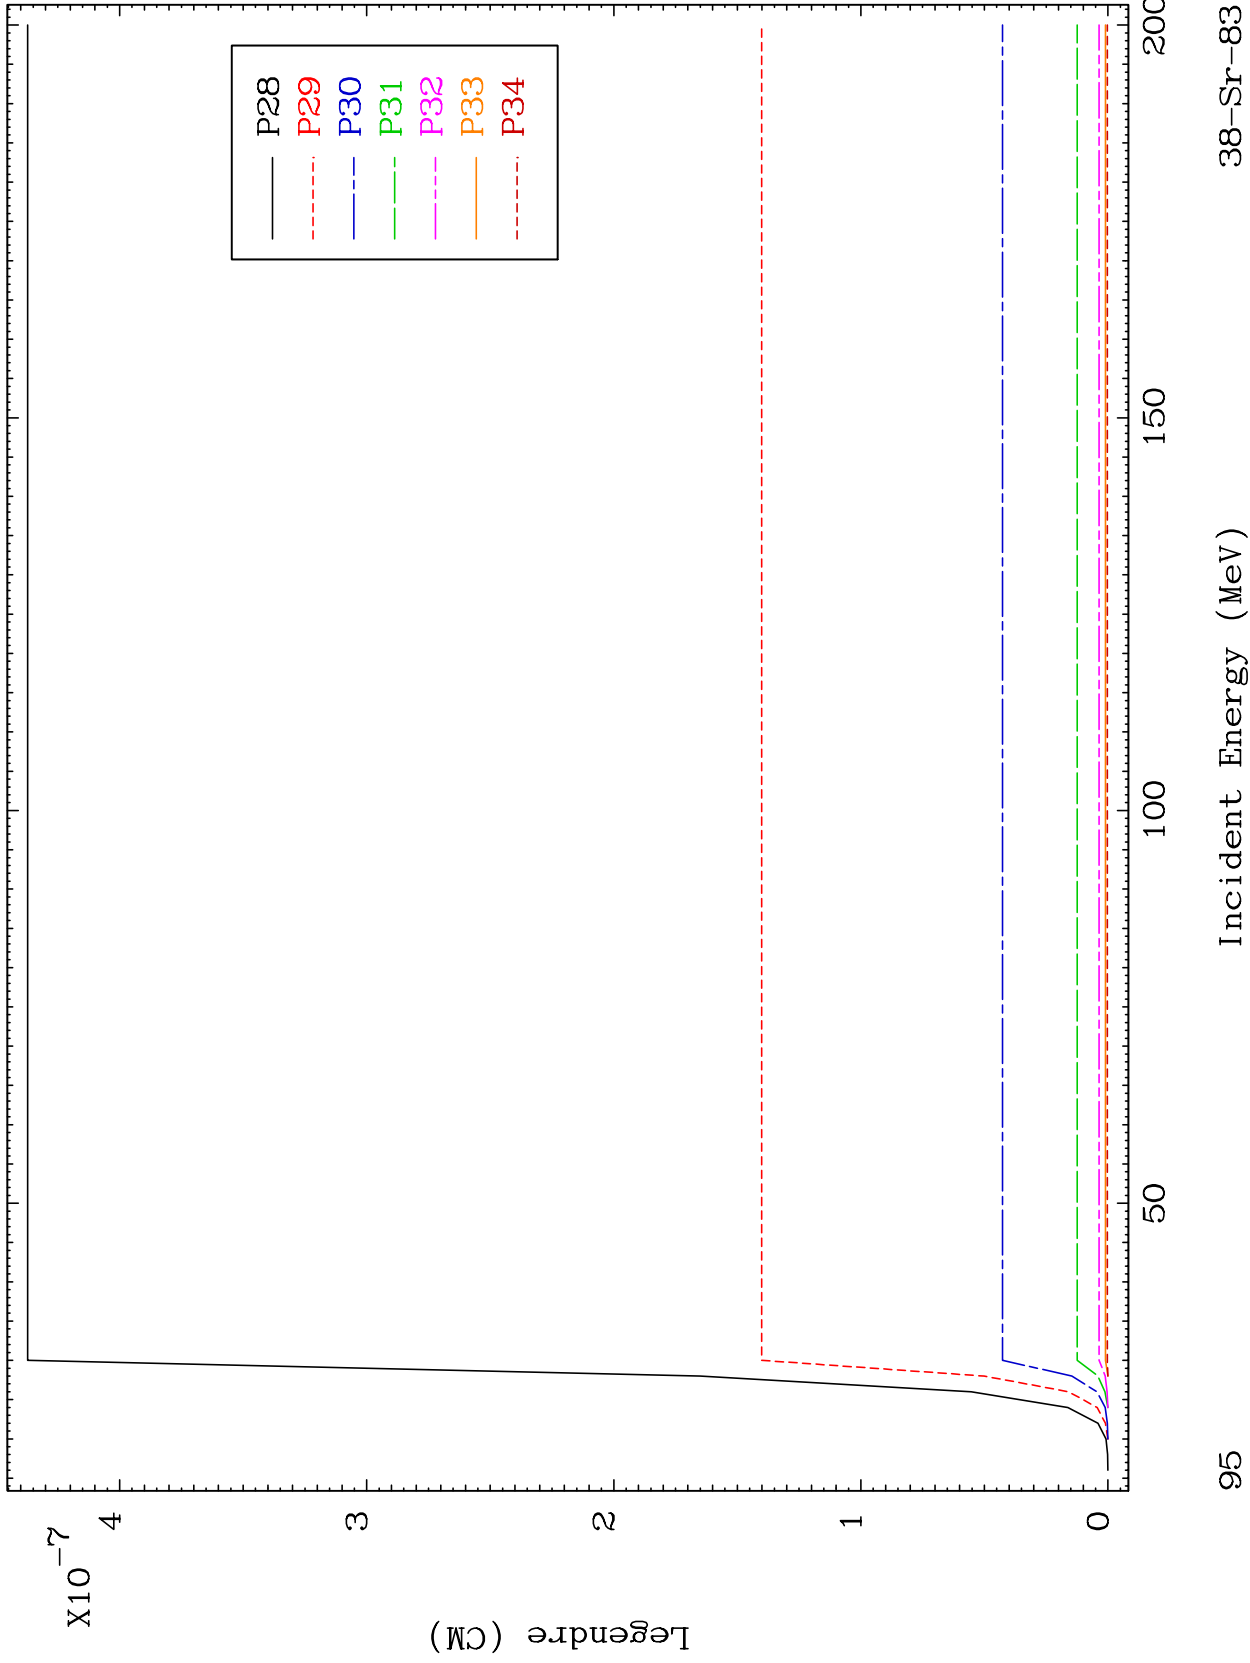 X10-7
4
3
2
1
0
Legendre (CM)
P28
P29
P30
P31
P32
P33
P34
50
100
150
200
Incident Energy (MeV)
95
38-Sr-83